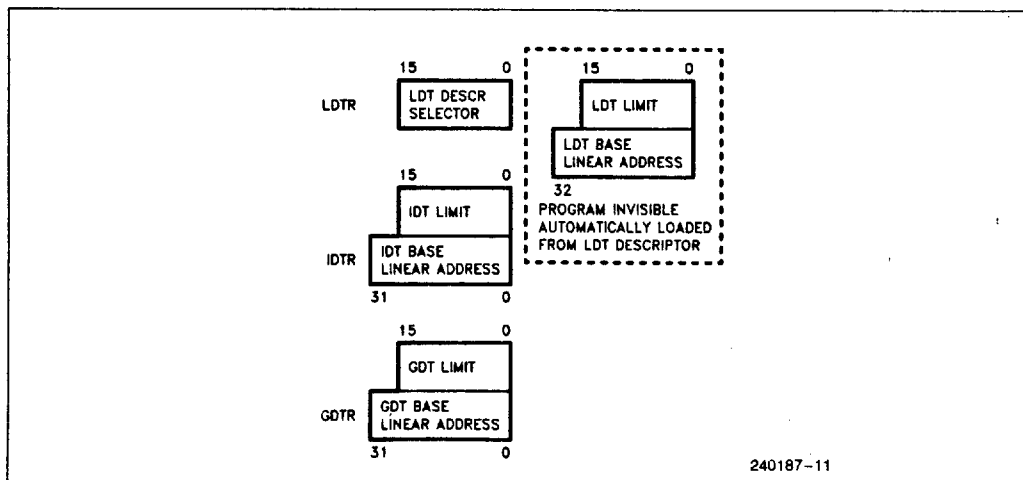 15 0
LDTR
LDT DESCR
SELECTOR
15 0
LDT LIMIT
LDT BASE
LINEAR ADDRESS
32
PROGRAM INVISIBLE
AUTOMATICALLY LOADED
FROM LDT DESCRIPTOR
15 0
IDT LIMIT
IDTR
IDT BASE
LINEAR ADDRESS
31 0
15 0
GDT LIMIT
GDTR
GDT BASE
LINEAR ADDRESS
31 0
240187-11